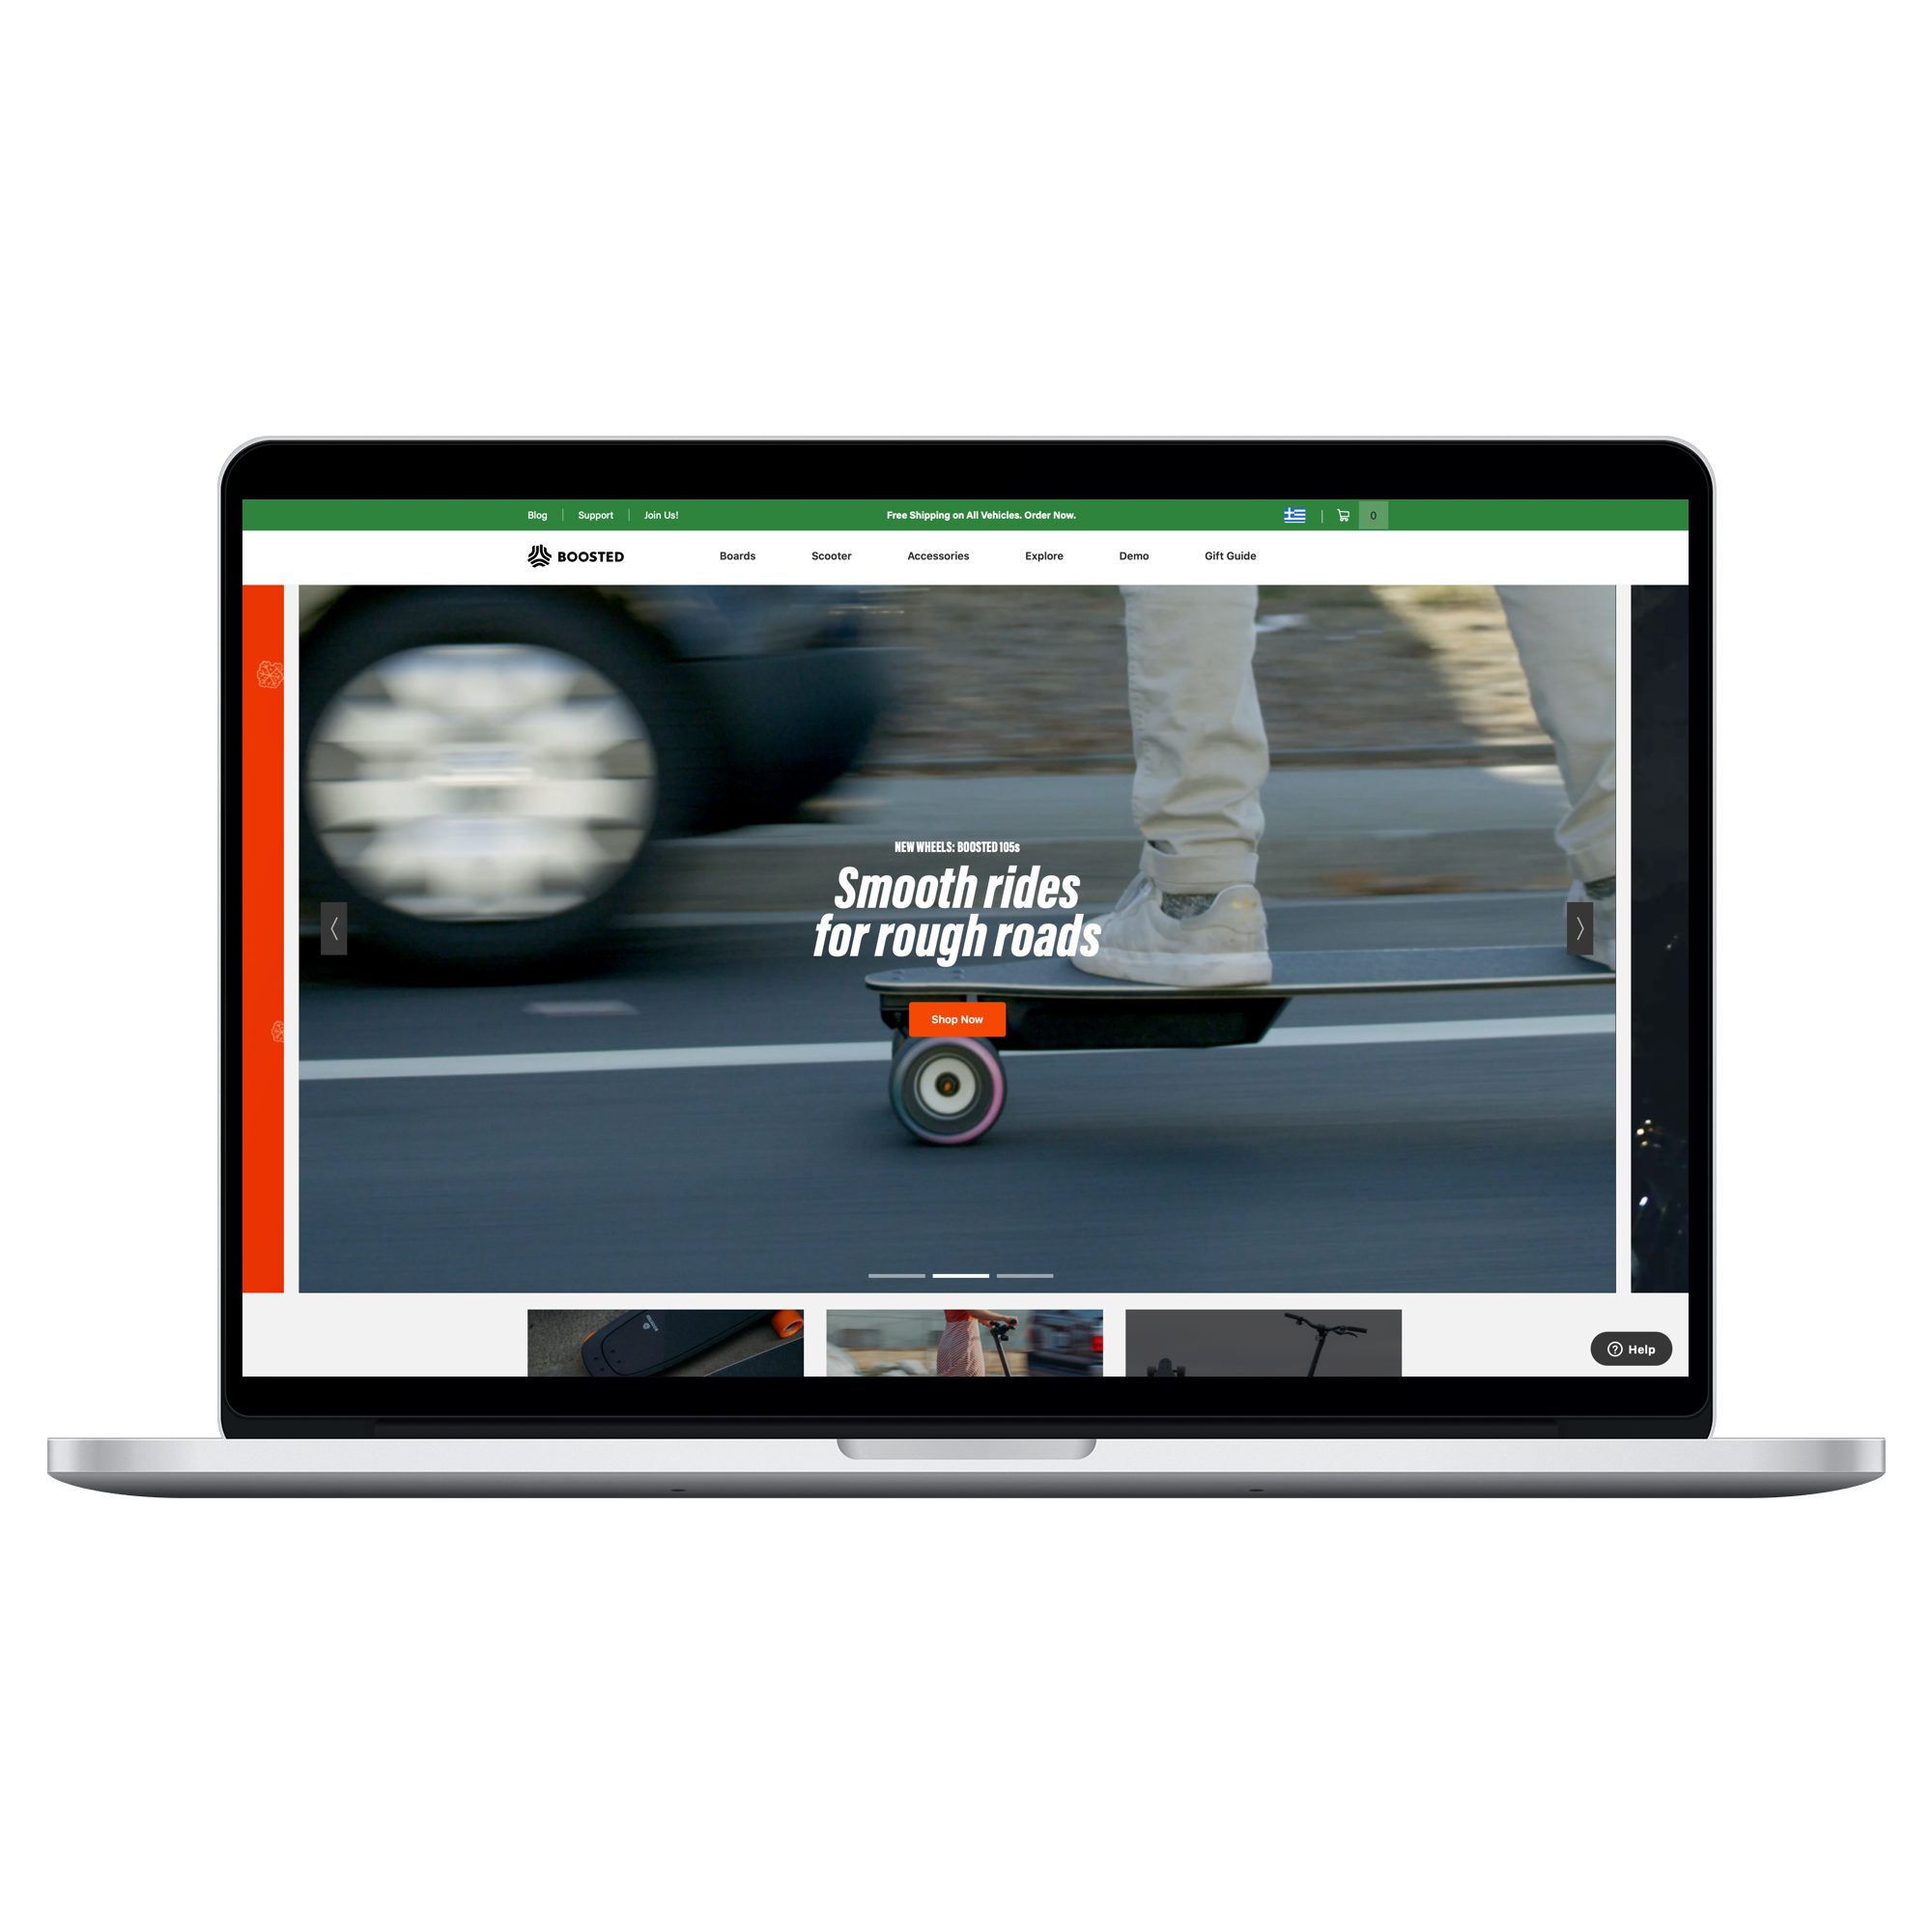 Blog
Support
Join Us!
Free Shipping on All Vehicles. Order Now.
0
BOOSTED
Boards
Scooter
Accessories
Explore
Demo
Gift Guide
NEW WHEELS: BOOSTED 105s
Smooth rides
for rough roads
Shop Now
Help